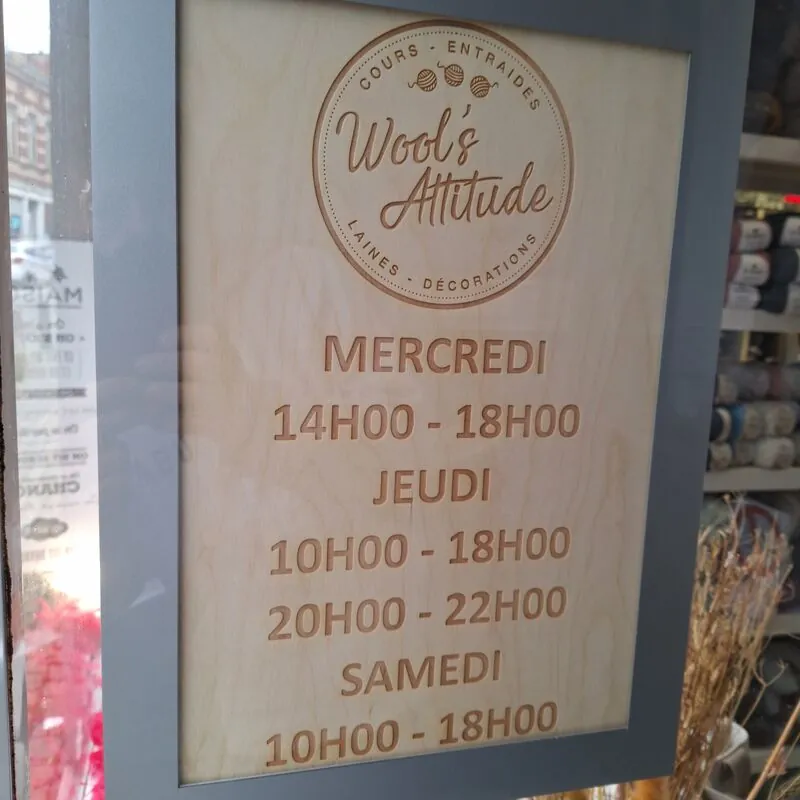 COURS - ENTRAIDES
Wool's
Attitude
LAINES - DÉCORATIONS
MERCREDI
14H00 - 18H00
JEUDI
10H00 - 18H00
20H00 - 22H00
SAMEDI
10H00 - 18H00